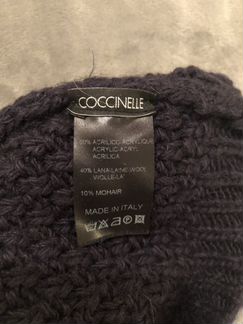 COCCINELLE
50% ACRILICO-ACRYLIQUE
ACRYLIC-ACRYL
ACRILICA
40% LANA-LAINE-WOOL
WOLLE-LA'
10% MOHAIR
MADE IN ITALY